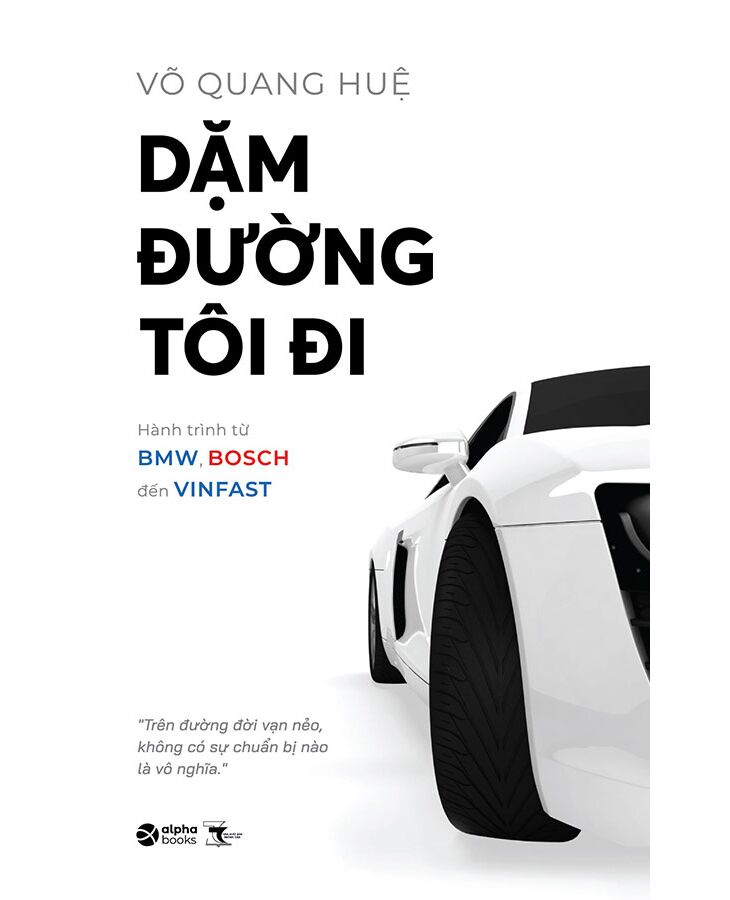 VÕ QUANG HUỆ
DẶM
ĐƯỜNG
TÔI ĐI
Hành trình từ
BMW, BOSCH
đến VINFAST
"Trên đường đời vạn nẻo,
không có sự chuẩn bị nào
là vô nghĩa."
alpha
books